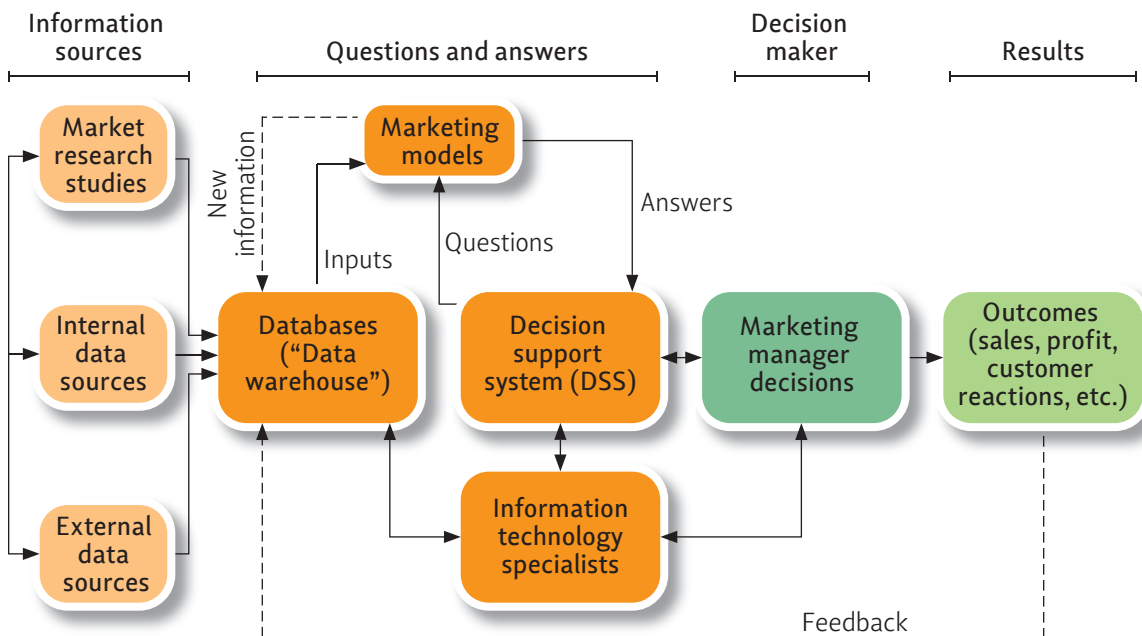 Information
sources
Questions and answers
Decision
maker
Results
Market
research
studies
Internal
data
sources
External
data
sources
New
information
Marketing
models
Inputs
Questions
Answers
Databases
(“Data
warehouse”)
Decision
support
system (DSS)
Marketing
manager
decisions
Outcomes
(sales, profit,
customer
reactions, etc.)
Information
technology
specialists
Feedback